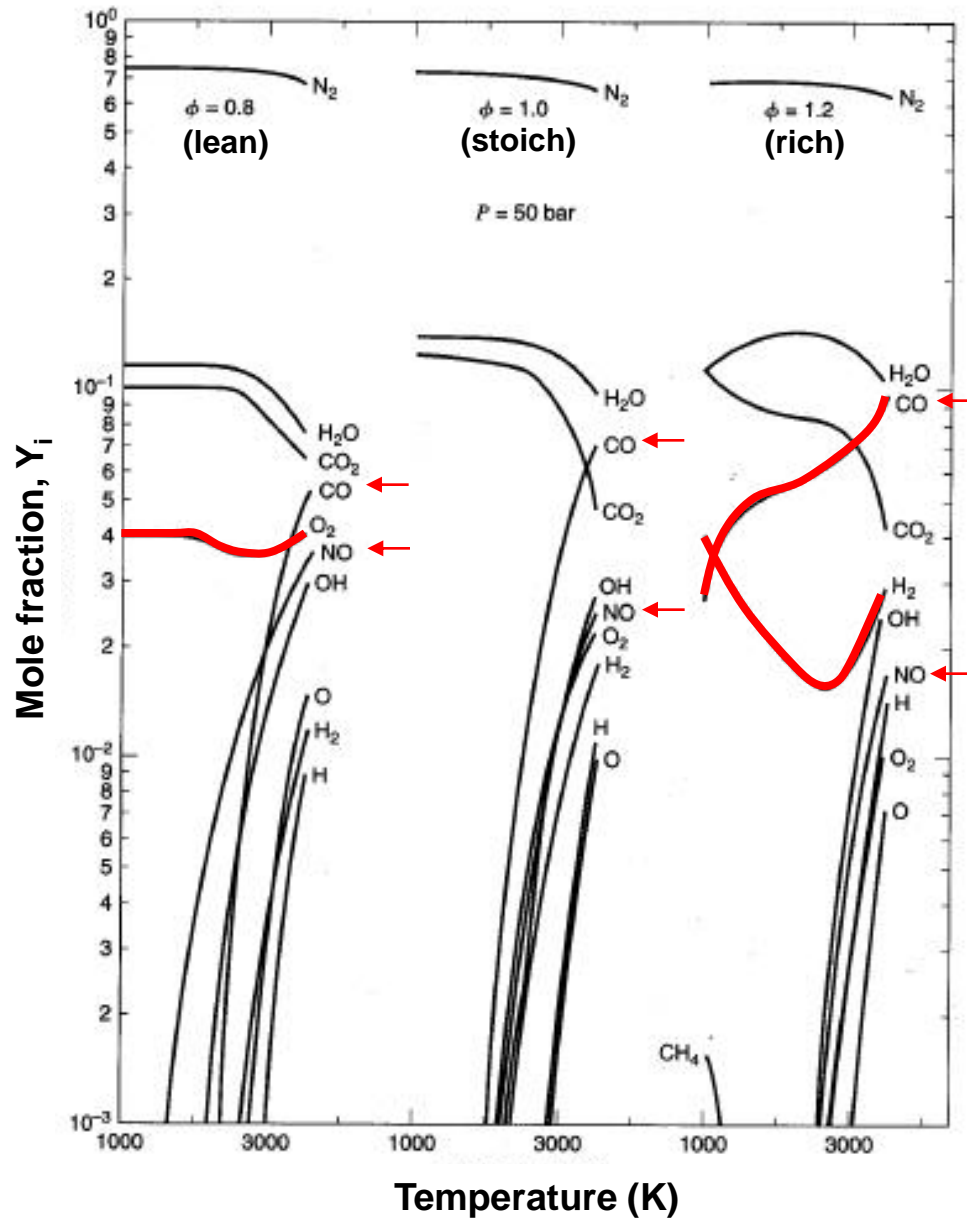 Mole fraction, Yᵢ
10⁰
9
8
7
6
5
4
3
2
10⁻¹
9
8
7
6
5
4
3
2
10⁻²
9
8
7
6
5
4
3
2
10⁻³
N₂
ϕ = 0.8
(lean)
H₂O
CO₂
CO
O₂
NO
OH
O
H₂
H
N₂
ϕ = 1.0
(stoich)
P = 50 bar
H₂O
CO
CO₂
OH
NO
O₂
H₂
H
O
N₂
ϕ = 1.2
(rich)
H₂O
CO
CO₂
H₂
OH
NO
H
O₂
O
CH₄
1000 3000 1000 3000 1000 3000
Temperature (K)